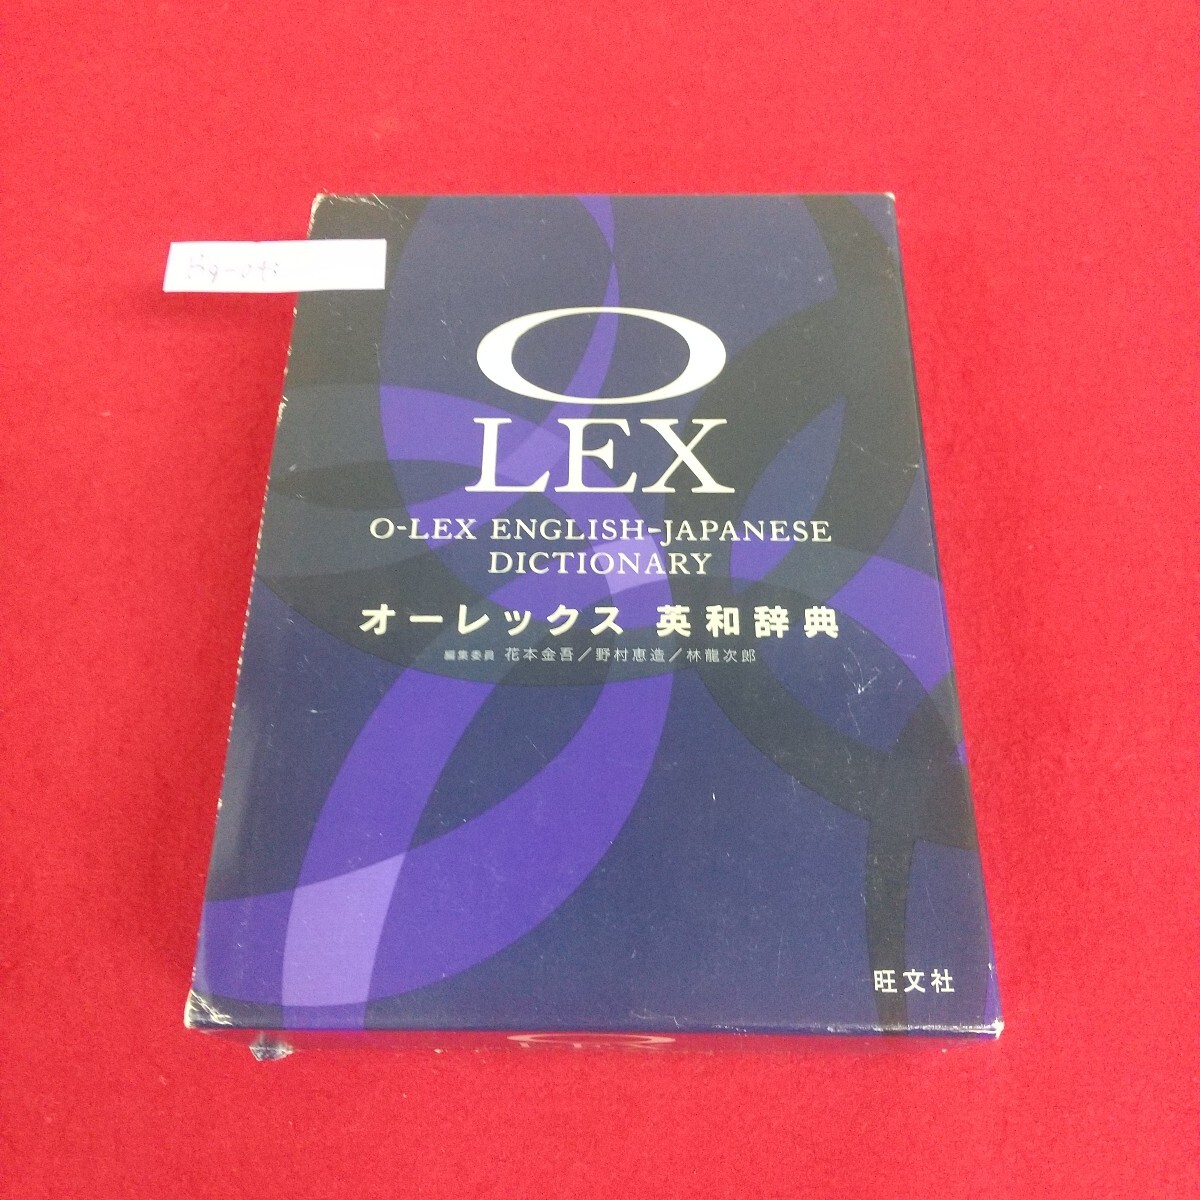 O
LEX
O-LEX ENGLISH-JAPANESE
DICTIONARY
オーレックス 英和辞典
編集委員 花本金吾／野村恵造／林龍次郎
旺文社